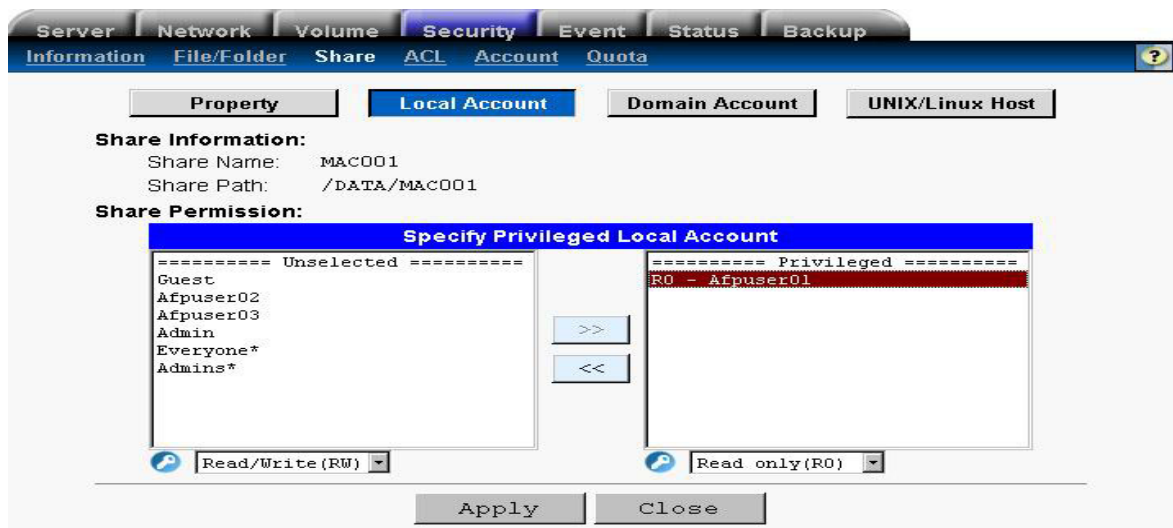 Server Network Volume Security Event Status Backup
Information File/Folder Share ACL Account Quota ?
Property Local Account Domain Account UNIX/Linux Host
Share Information:
Share Name: MAC001
Share Path: /DATA/MAC001
Share Permission:
Specify Privileged Local Account
========== Unselected ==========
Guest
Afpuser02
Afpuser03
Admin
Everyone*
Admins*
>>
<<
========== Privileged ==========
RO - Afpuser01
Read/Write(RW) Read only(RO)
Apply Close